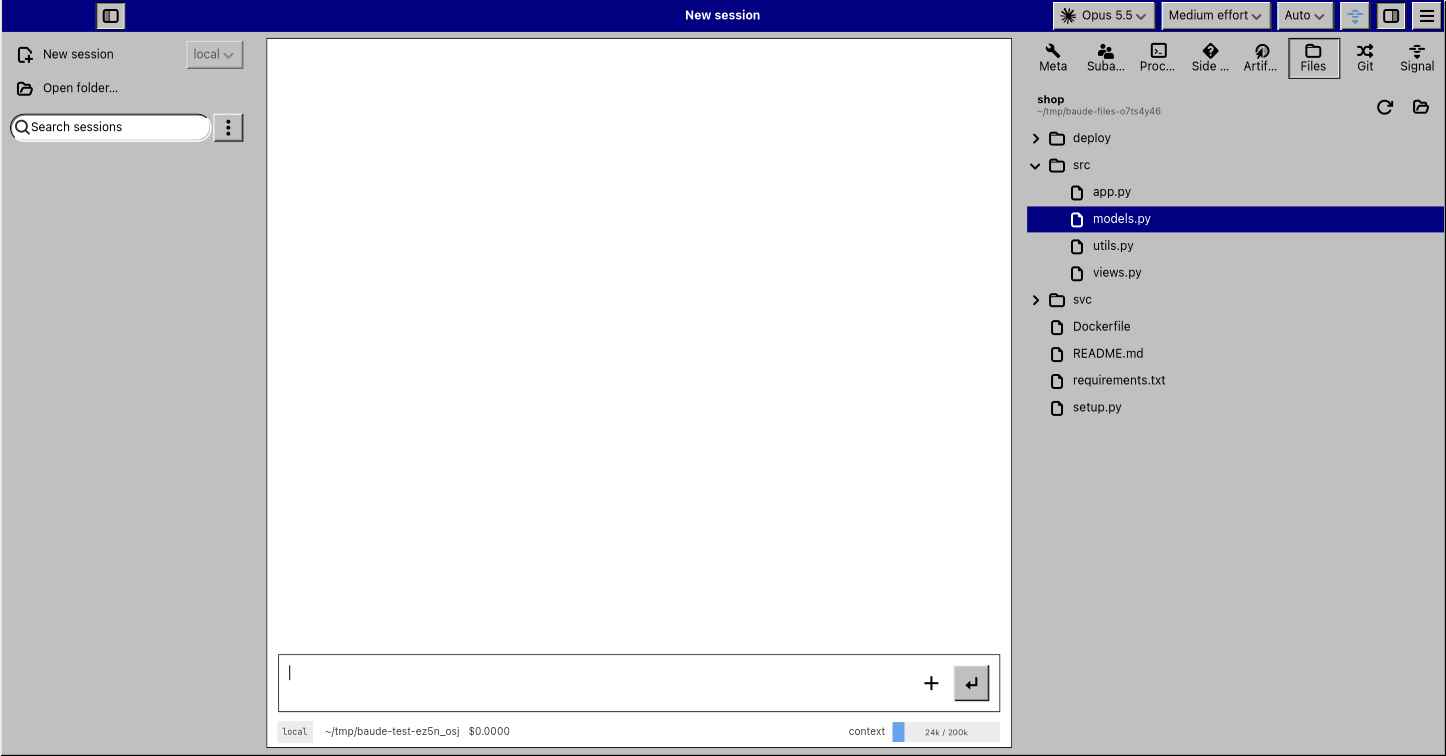 New session
Opus 5.5
Medium effort
Auto
New session
local
Open folder...
Search sessions
Meta
Suba...
Proc...
Side ...
Artif...
Files
Git
Signal
shop
~/tmp/baude-files-o7ts4y46
deploy
src
app.py
models.py
utils.py
views.py
svc
Dockerfile
README.md
requirements.txt
setup.py
local
~/tmp/baude-test-ez5n_osj
$0.0000
context
24k / 200k